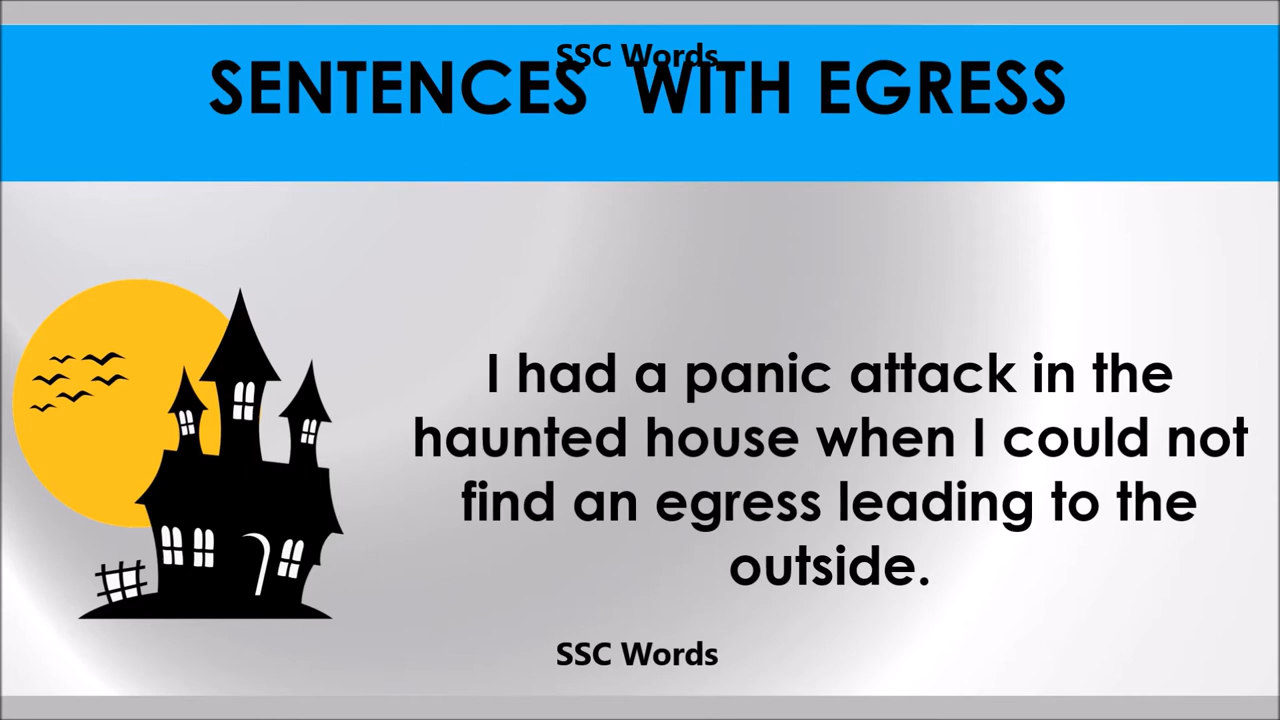 SSC Words
SENTENCES WITH EGRESS
I had a panic attack in the
haunted house when I could not
find an egress leading to the
outside.
SSC Words